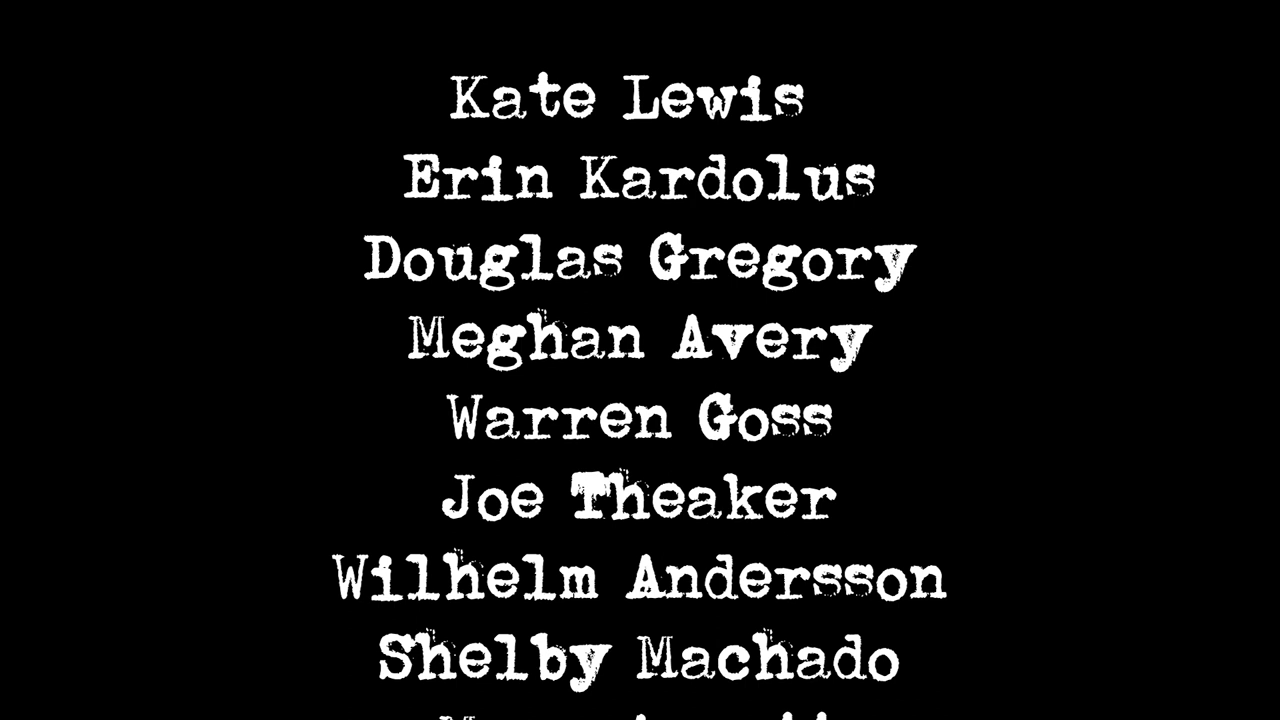 Kate Lewis
Erin Kardolus
Douglas Gregory
Meghan Avery
Warren Goss
Joe Theaker
Wilhelm Andersson
Shelby Machado